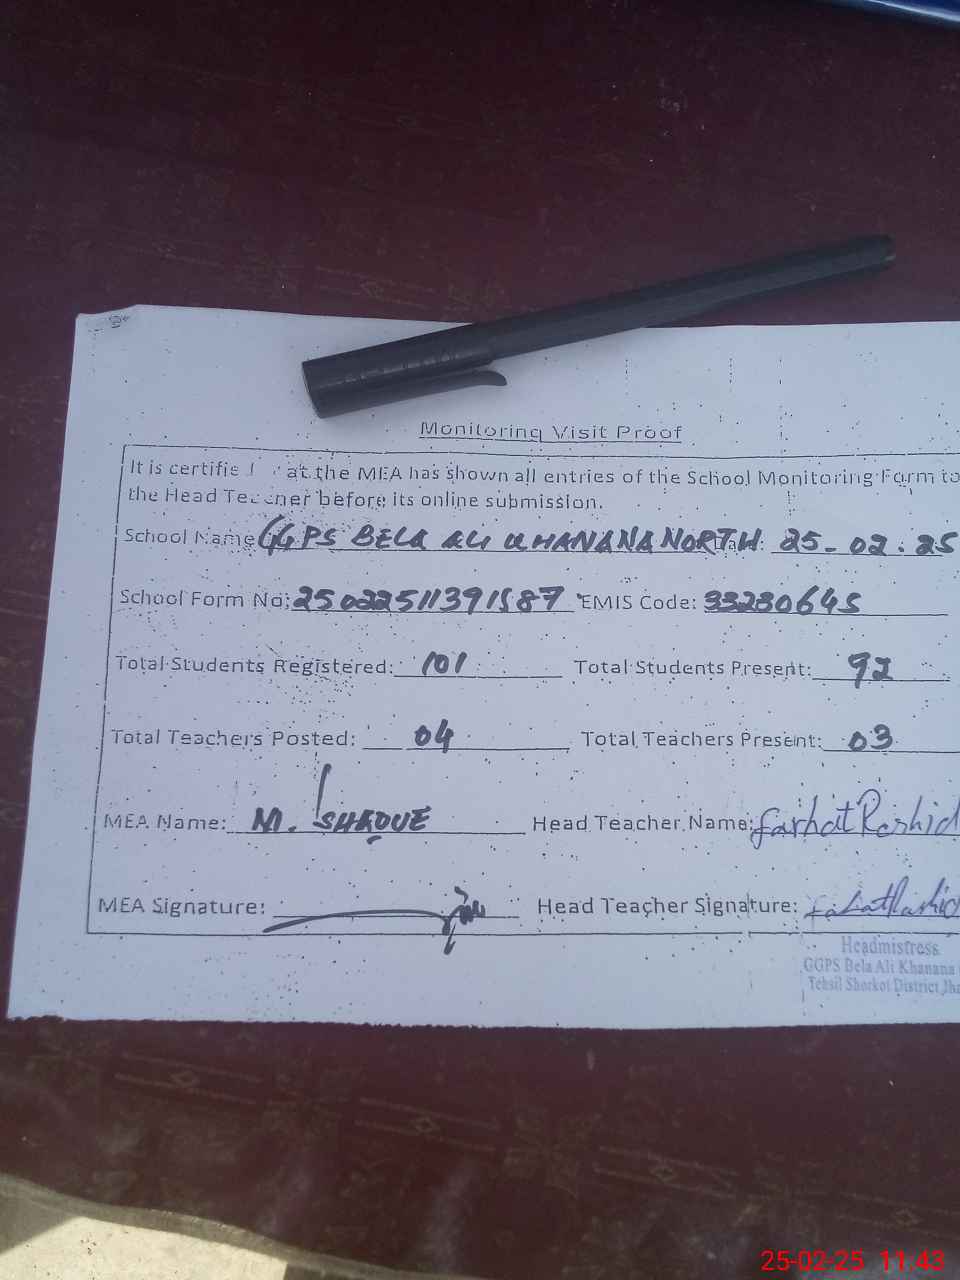 Monitoring Visit Proof
It is certifie at the MEA has shown all entries of the School Monitoring Form to
the Head Teacher before its online submission.
School Name GGPS BELA ALI KHANANA NORTH : 25-02.25
School Form No: 25022511391587 EMIS Code: 33230645
Total Students Registered: 101 Total Students Present: 92
Total Teachers Posted: 04 Total Teachers Present: 03
MEA Name: M. Head Teacher Name: Farhat Rashid
MEA Signature: Head Teacher Signature: Farhat Rashid
Headmistress
GGPS Bela Ali Khanana
Tehsil Shorkot District Jha
25-02-25 11:43